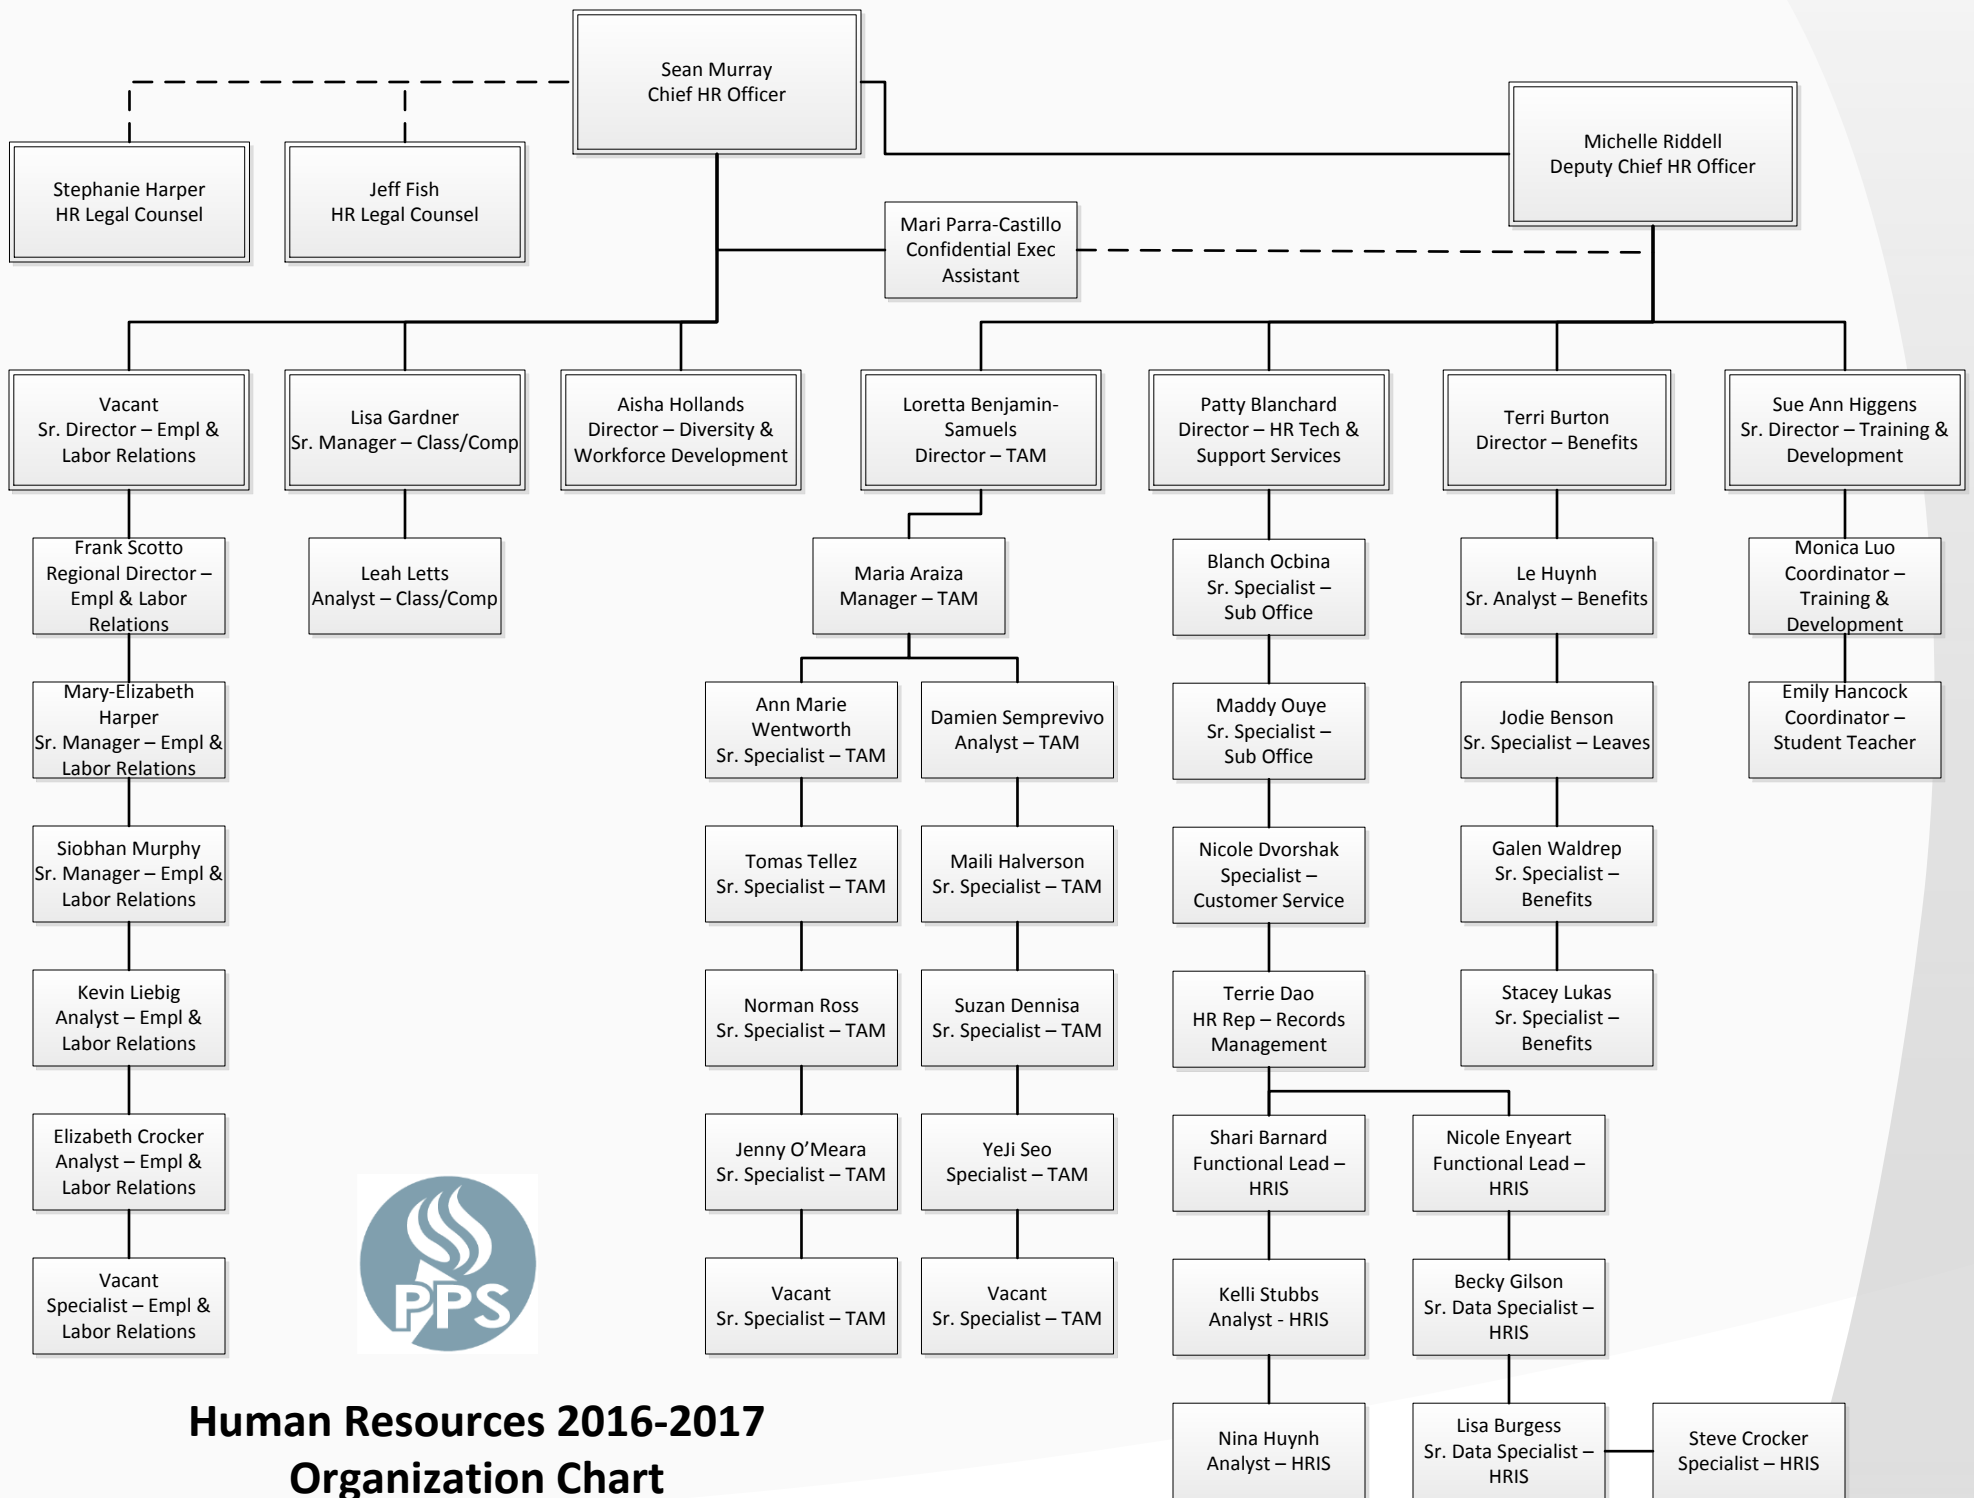 Sean Murray
Chief HR Officer
Michelle Riddell
Deputy Chief HR Officer
Stephanie Harper
HR Legal Counsel
Jeff Fish
HR Legal Counsel
Mari Parra-Castillo
Confidential Exec
Assistant
Vacant
Sr. Director – Empl &
Labor Relations
Lisa Gardner
Sr. Manager – Class/Comp
Aisha Hollands
Director – Diversity &
Workforce Development
Loretta Benjamin-
Samuels
Director – TAM
Patty Blanchard
Director – HR Tech &
Support Services
Terri Burton
Director – Benefits
Sue Ann Higgens
Sr. Director – Training &
Development
Frank Scotto
Regional Director –
Empl & Labor
Relations
Leah Letts
Analyst – Class/Comp
Maria Araiza
Manager – TAM
Blanch Ocbina
Sr. Specialist –
Sub Office
Le Huynh
Sr. Analyst – Benefits
Monica Luo
Coordinator –
Training &
Development
Mary-Elizabeth
Harper
Sr. Manager – Empl &
Labor Relations
Ann Marie
Wentworth
Sr. Specialist – TAM
Damien Semprevivo
Analyst – TAM
Maddy Ouye
Sr. Specialist –
Sub Office
Jodie Benson
Sr. Specialist – Leaves
Emily Hancock
Coordinator –
Student Teacher
Siobhan Murphy
Sr. Manager – Empl &
Labor Relations
Tomas Tellez
Sr. Specialist – TAM
Maili Halverson
Sr. Specialist – TAM
Nicole Dvorshak
Specialist –
Customer Service
Galen Waldrep
Sr. Specialist –
Benefits
Kevin Liebig
Analyst – Empl &
Labor Relations
Norman Ross
Sr. Specialist – TAM
Suzan Dennisa
Sr. Specialist – TAM
Terrie Dao
HR Rep – Records
Management
Stacey Lukas
Sr. Specialist –
Benefits
Elizabeth Crocker
Analyst – Empl &
Labor Relations
Jenny O’Meara
Sr. Specialist – TAM
YeJi Seo
Specialist – TAM
Shari Barnard
Functional Lead –
HRIS
Nicole Enyeart
Functional Lead –
HRIS
Vacant
Specialist – Empl &
Labor Relations
PPS
Vacant
Sr. Specialist – TAM
Vacant
Sr. Specialist – TAM
Kelli Stubbs
Analyst - HRIS
Becky Gilson
Sr. Data Specialist –
HRIS
Nina Huynh
Analyst – HRIS
Lisa Burgess
Sr. Data Specialist –
HRIS
Steve Crocker
Specialist – HRIS
Human Resources 2016-2017
Organization Chart